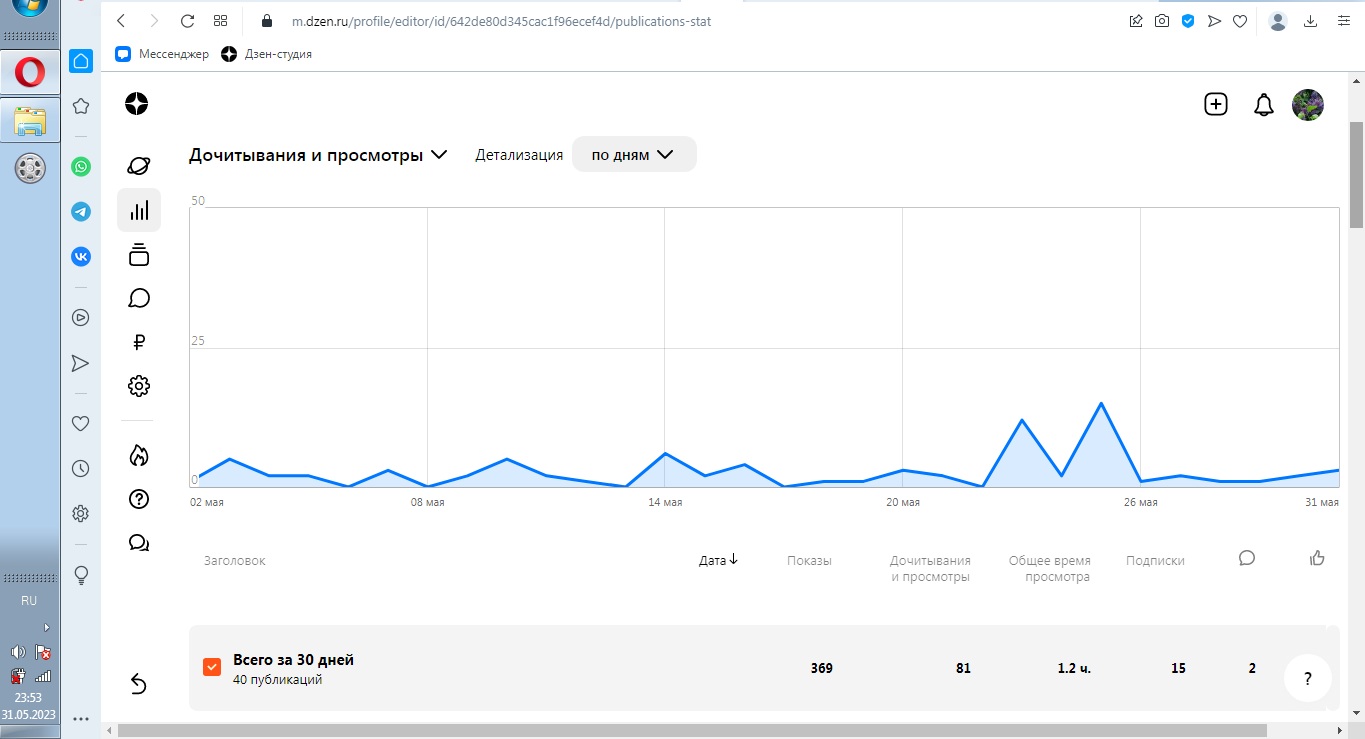 m.dzen.ru/profile/editor/id/642de80d345cac1f96ecef4d/publications-stat
Мессенджер
Дзен-студия
Дочитывания и просмотры
Детализация
по дням
50
25
0
02 мая
08 мая
14 мая
20 мая
26 мая
31 мая
Заголовок
Дата
Показы
Дочитывания
и просмотры
Общее время
просмотра
Подписки
Всего за 30 дней
40 публикаций
369
81
1.2 ч.
15
2
?
RU
23:53
31.05.2023